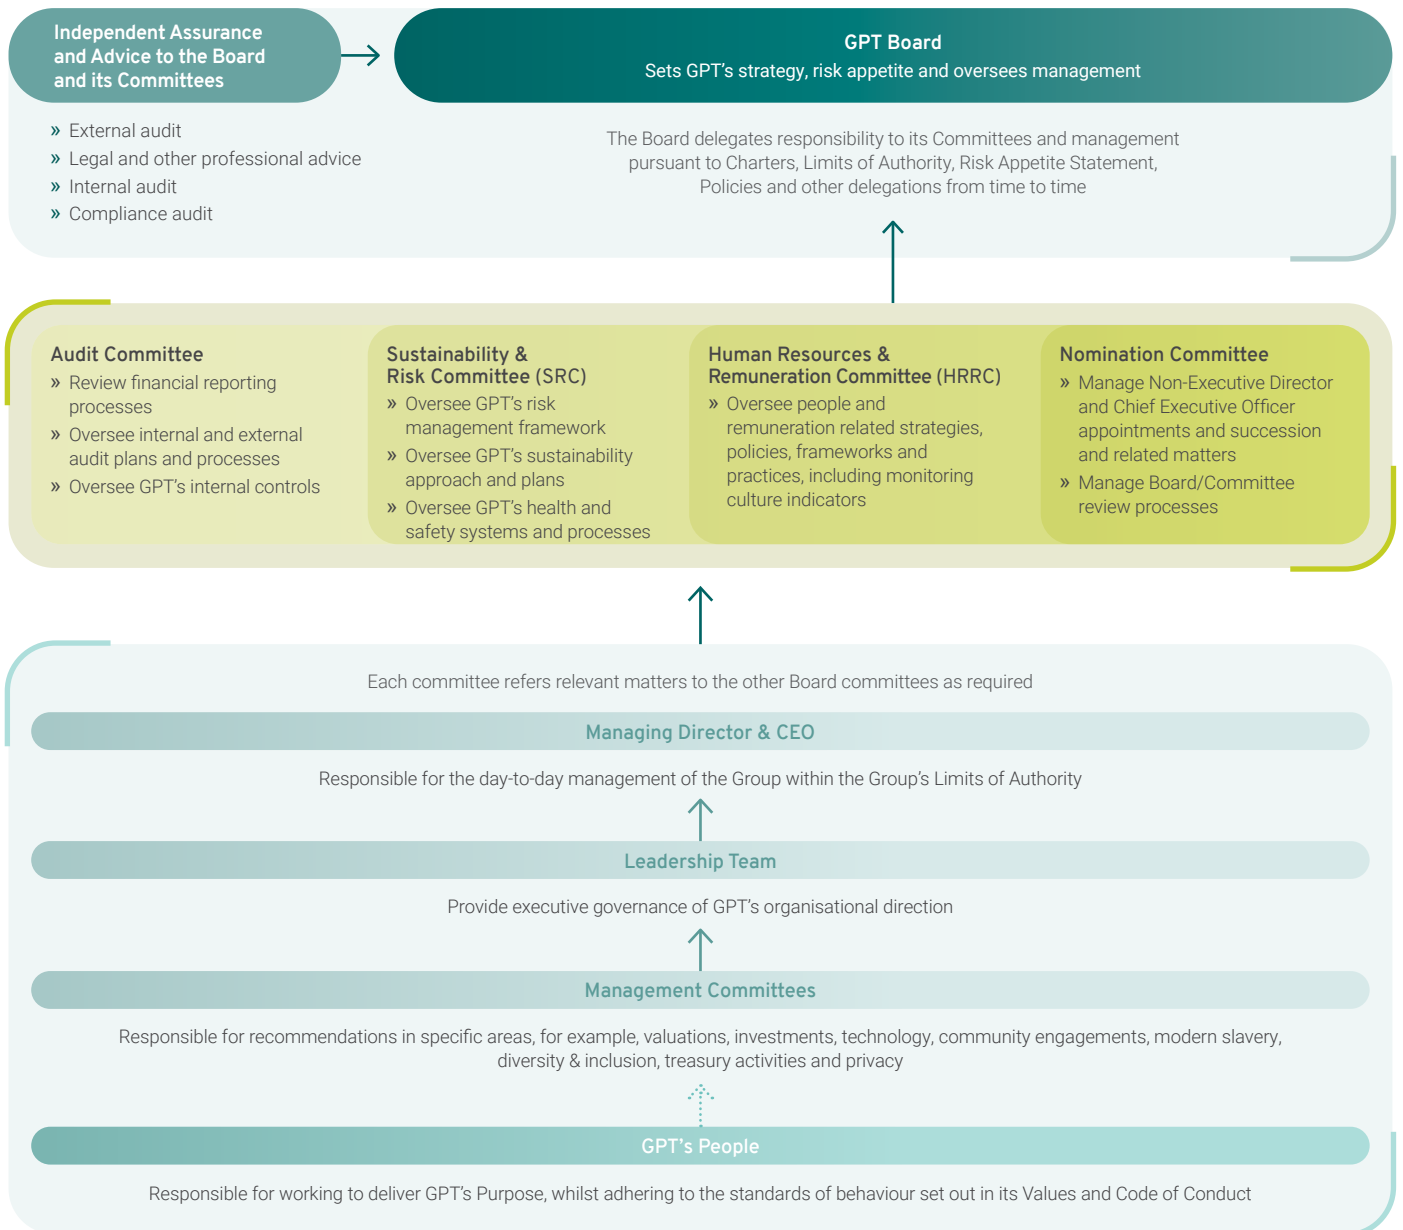 Independent Assurance
and Advice to the Board
and its Committees
GPT Board
Sets GPT's strategy, risk appetite and oversees management
» External audit
» Legal and other professional advice
» Internal audit
» Compliance audit
The Board delegates responsibility to its Committees and management
pursuant to Charters, Limits of Authority, Risk Appetite Statement,
Policies and other delegations from time to time
Audit Committee
» Review financial reporting
processes
» Oversee internal and external
audit plans and processes
» Oversee GPT's internal controls
Sustainability &
Risk Committee (SRC)
» Oversee GPT's risk
management framework
» Oversee GPT's sustainability
approach and plans
» Oversee GPT's health and
safety systems and processes
Human Resources &
Remuneration Committee (HRRC)
» Oversee people and
remuneration related strategies,
policies, frameworks and
practices, including monitoring
culture indicators
Nomination Committee
» Manage Non-Executive Director
and Chief Executive Officer
appointments and succession
and related matters
» Manage Board/Committee
review processes
Each committee refers relevant matters to the other Board committees as required
Managing Director & CEO
Responsible for the day-to-day management of the Group within the Group's Limits of Authority
Leadership Team
Provide executive governance of GPT's organisational direction
Management Committees
Responsible for recommendations in specific areas, for example, valuations, investments, technology, community engagements, modern slavery,
diversity & inclusion, treasury activities and privacy
GPT's People
Responsible for working to deliver GPT's Purpose, whilst adhering to the standards of behaviour set out in its Values and Code of Conduct